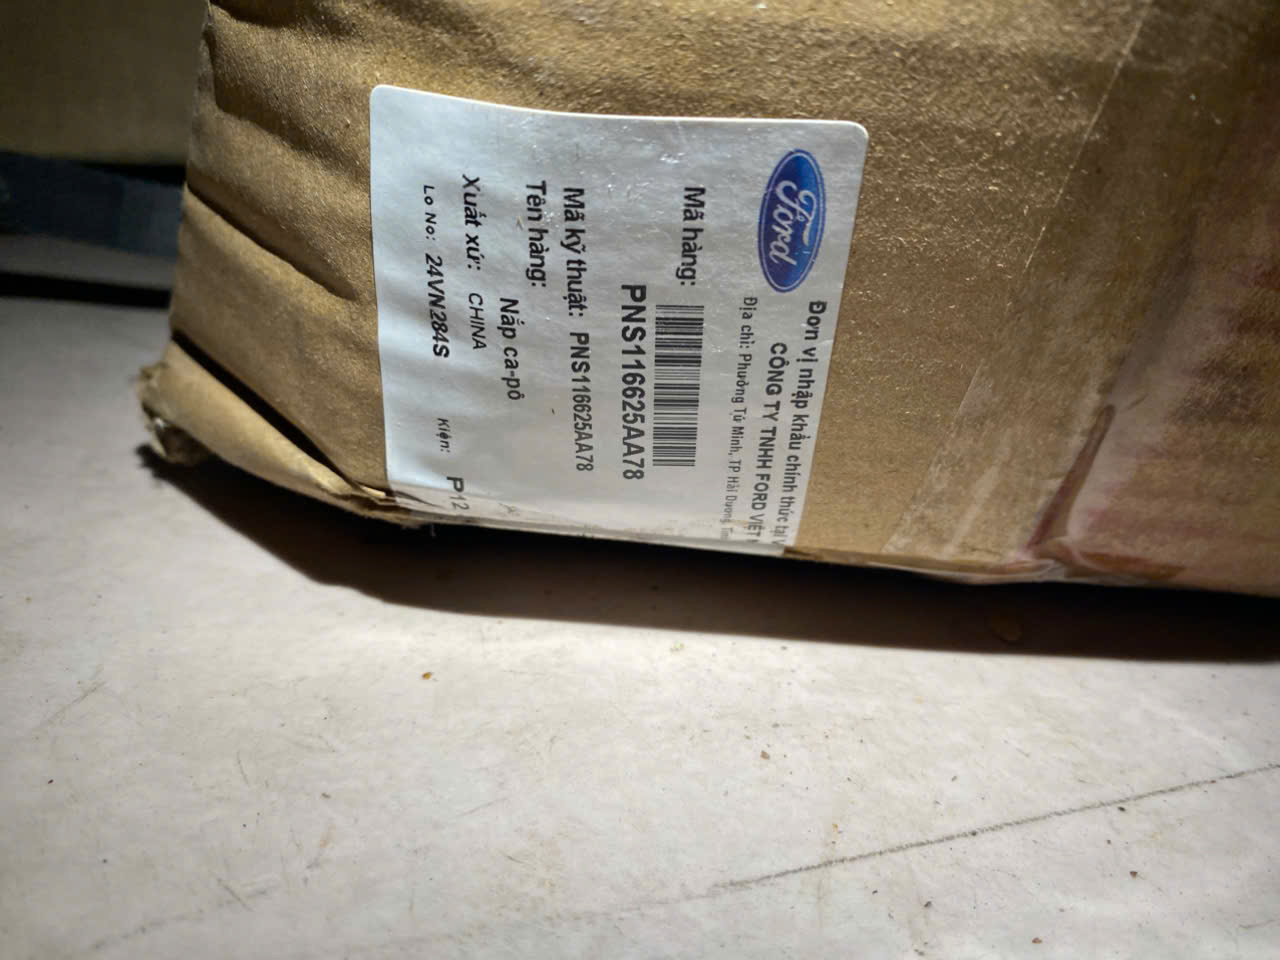 Ford
Đơn vị nhập khẩu chính thức tại V
CÔNG TY TNHH FORD VIỆT
Địa chỉ: Phường Tứ Minh, TP Hải Dương, Tỉn
Mã hàng:
PNS116625AA78
Mã kỹ thuật: PNS116625AA78
Tên hàng:
Nắp ca-pô
Xuất xứ: CHINA
Lo No: 24VN284S Kiện: P12